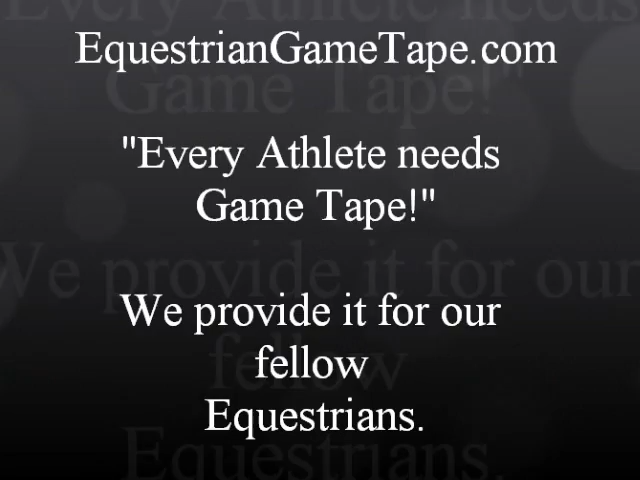 EquestrianGameTape.com
"Every Athlete needs
Game Tape!"
We provide it for our
fellow
Equestrians.